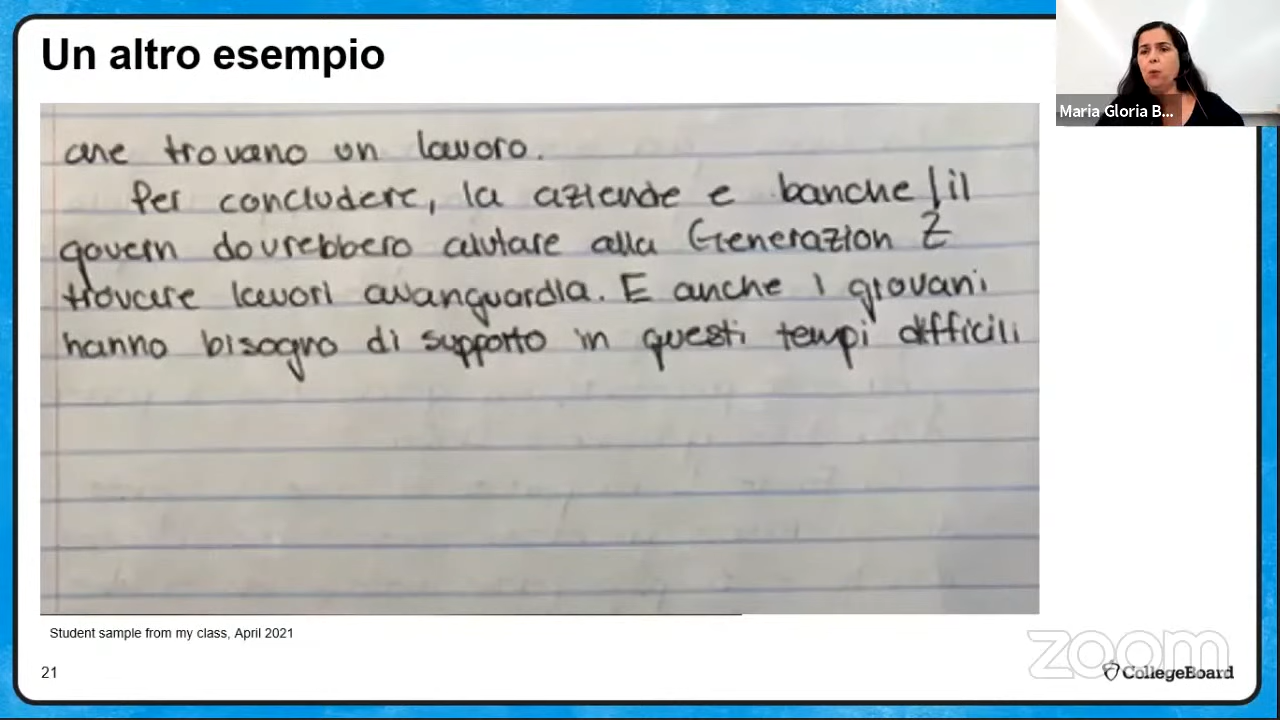 Un altro esempio
Maria Gloria B...
ane trovano un lavoro.
Per concludere, la aziende e banche / il
govern dovrebbero aiutare alla Generazion Z
trovare lavori avanguardia. E anche i giovani
hanno bisogno di supporto in questi tempi difficili
Student sample from my class, April 2021
zoom
21
CollegeBoard